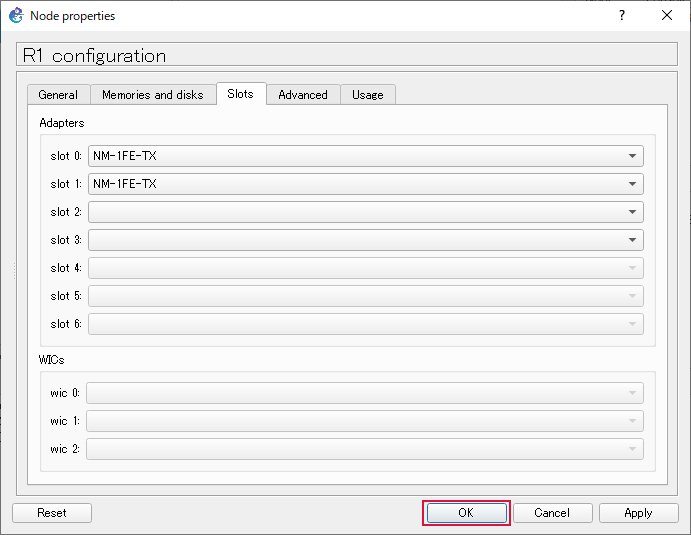 Node properties
?
R1 configuration
General Memories and disks Slots Advanced Usage
Adapters
slot 0: NM-1FE-TX
slot 1: NM-1FE-TX
slot 2:
slot 3:
slot 4:
slot 5:
slot 6:
WICs
wic 0:
wic 1:
wic 2:
Reset OK Cancel Apply